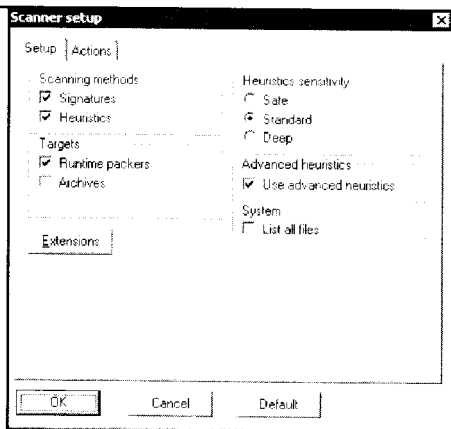 Scanner setup
Setup
Actions
Scanning methods
Signatures
Heuristics
Targets
Runtime packers
Archives
Extensions
Heuristics sensitivity
Safe
Standard
Deep
Advanced heuristics
Use advanced heuristics
System
List all files
OK
Cancel
Default